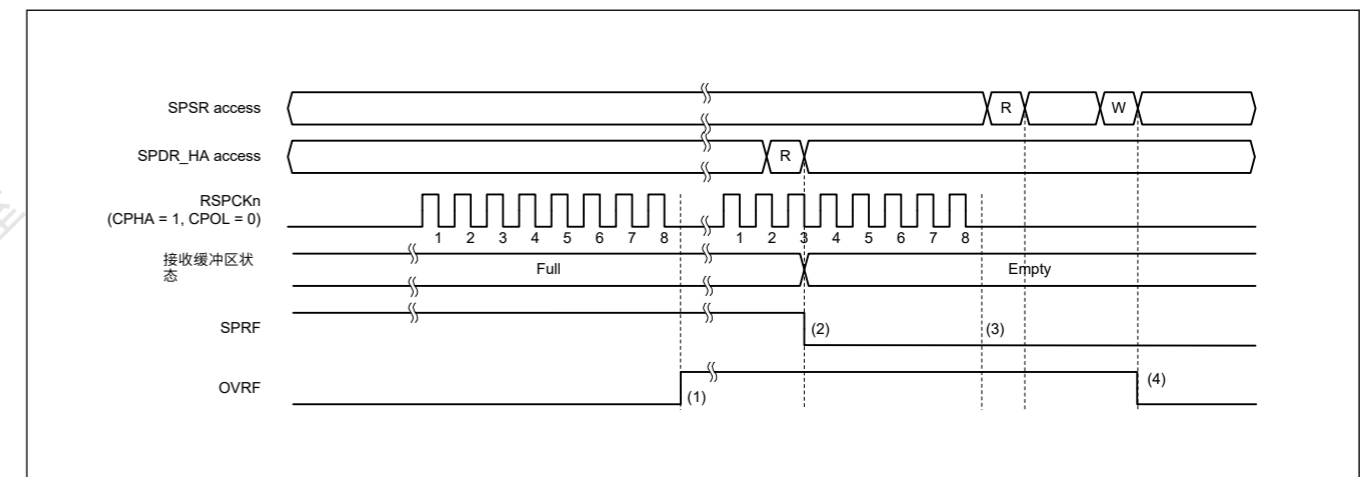 SPSR access
R
W
SPDR_HA access
R
RSPCKn
(CPHA = 1, CPOL = 0)
1 2 3 4 5 6 7 8 1 2 3 4 5 6 7 8
接收缓冲区状
态
Full
Empty
SPRF
(2)
(3)
OVRF
(1)
(4)